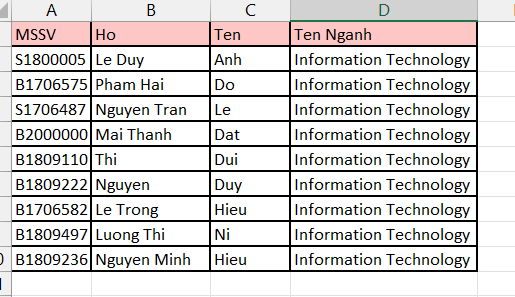 A B C D
MSSV Ho Ten Ten Nganh
S1800005 Le Duy Anh Information Technology
B1706575 Pham Hai Do Information Technology
S1706487 Nguyen Tran Le Information Technology
B2000000 Mai Thanh Dat Information Technology
B1809110 Thi Dui Information Technology
B1809222 Nguyen Duy Information Technology
B1706582 Le Trong Hieu Information Technology
B1809497 Luong Thi Ni Information Technology
B1809236 Nguyen Minh Hieu Information Technology